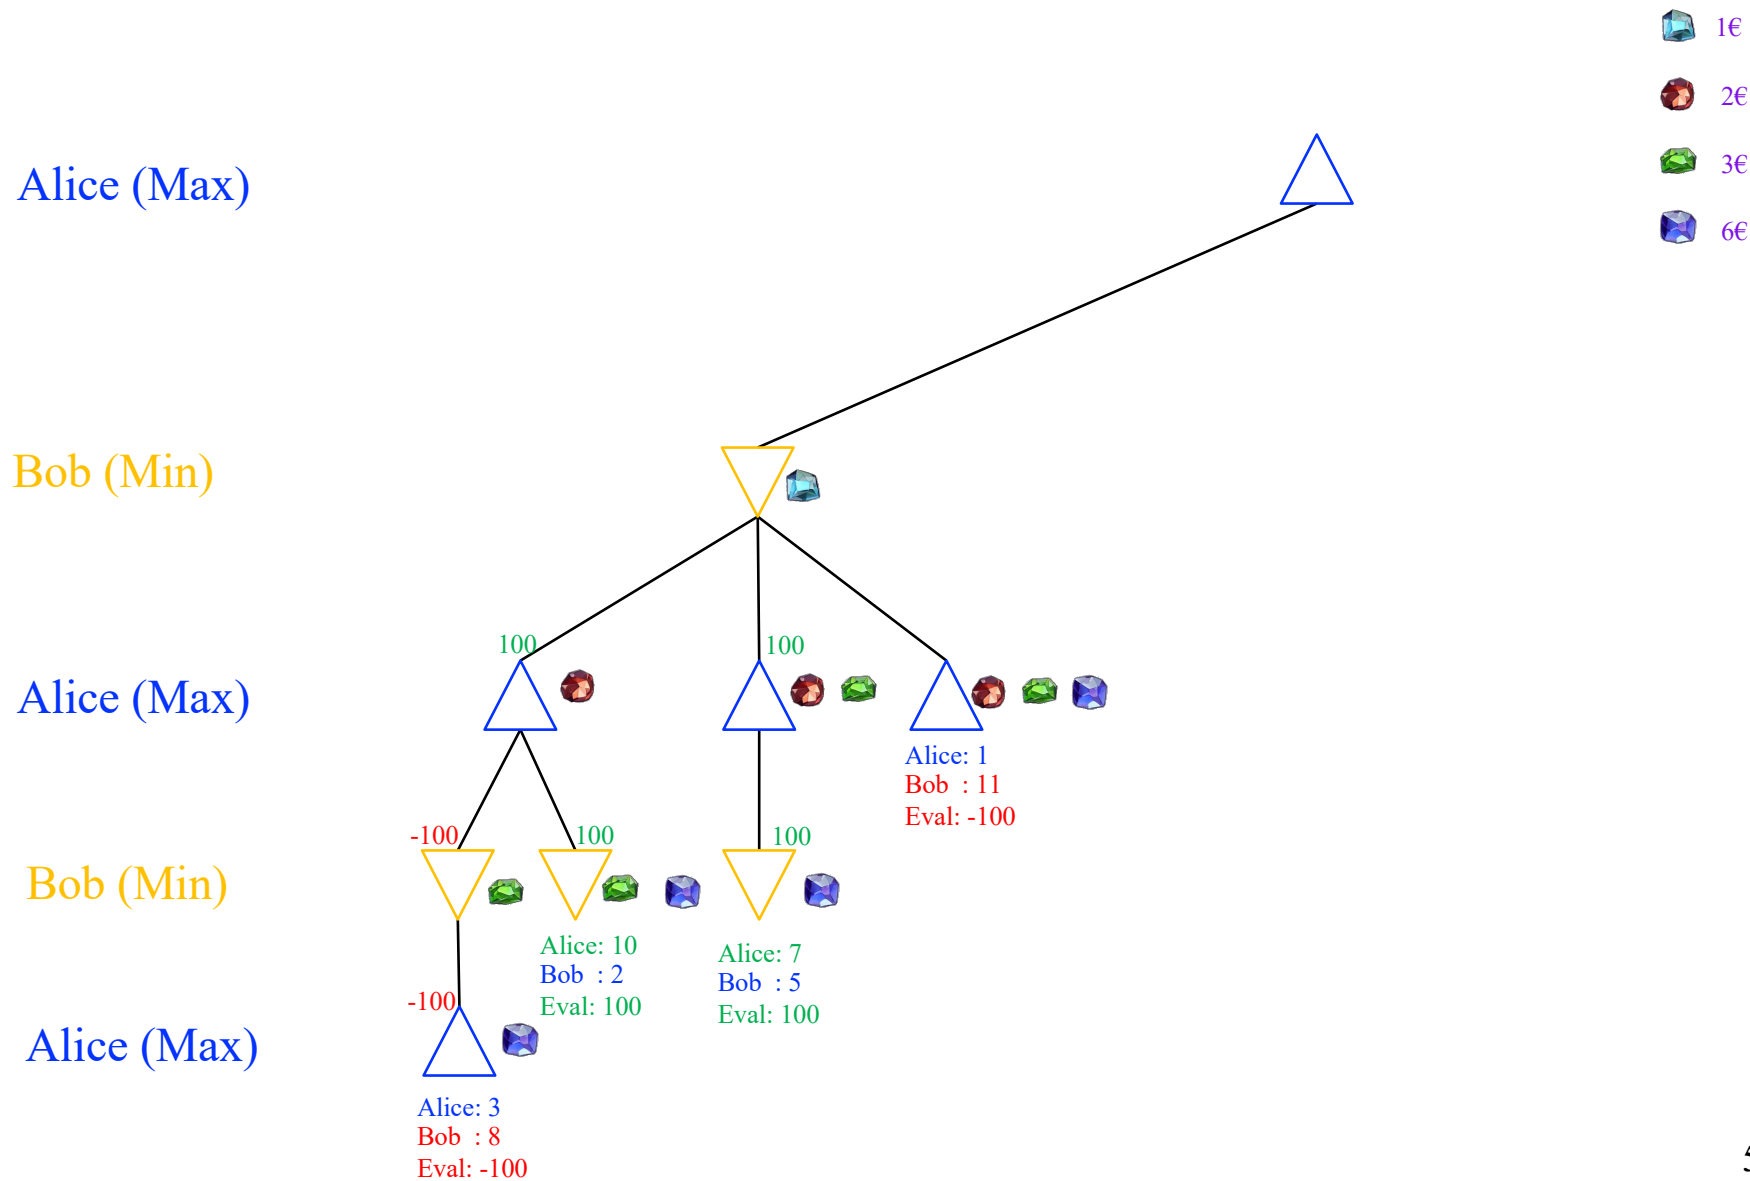 1€
2€
3€
6€
Alice (Max)
Bob (Min)
Alice (Max)
100
100
Alice: 1
Bob : 11
Eval: -100
Bob (Min)
-100
100
100
Alice: 10
Bob : 2
Eval: 100
Alice: 7
Bob : 5
Eval: 100
Alice (Max)
-100
Alice: 3
Bob : 8
Eval: -100